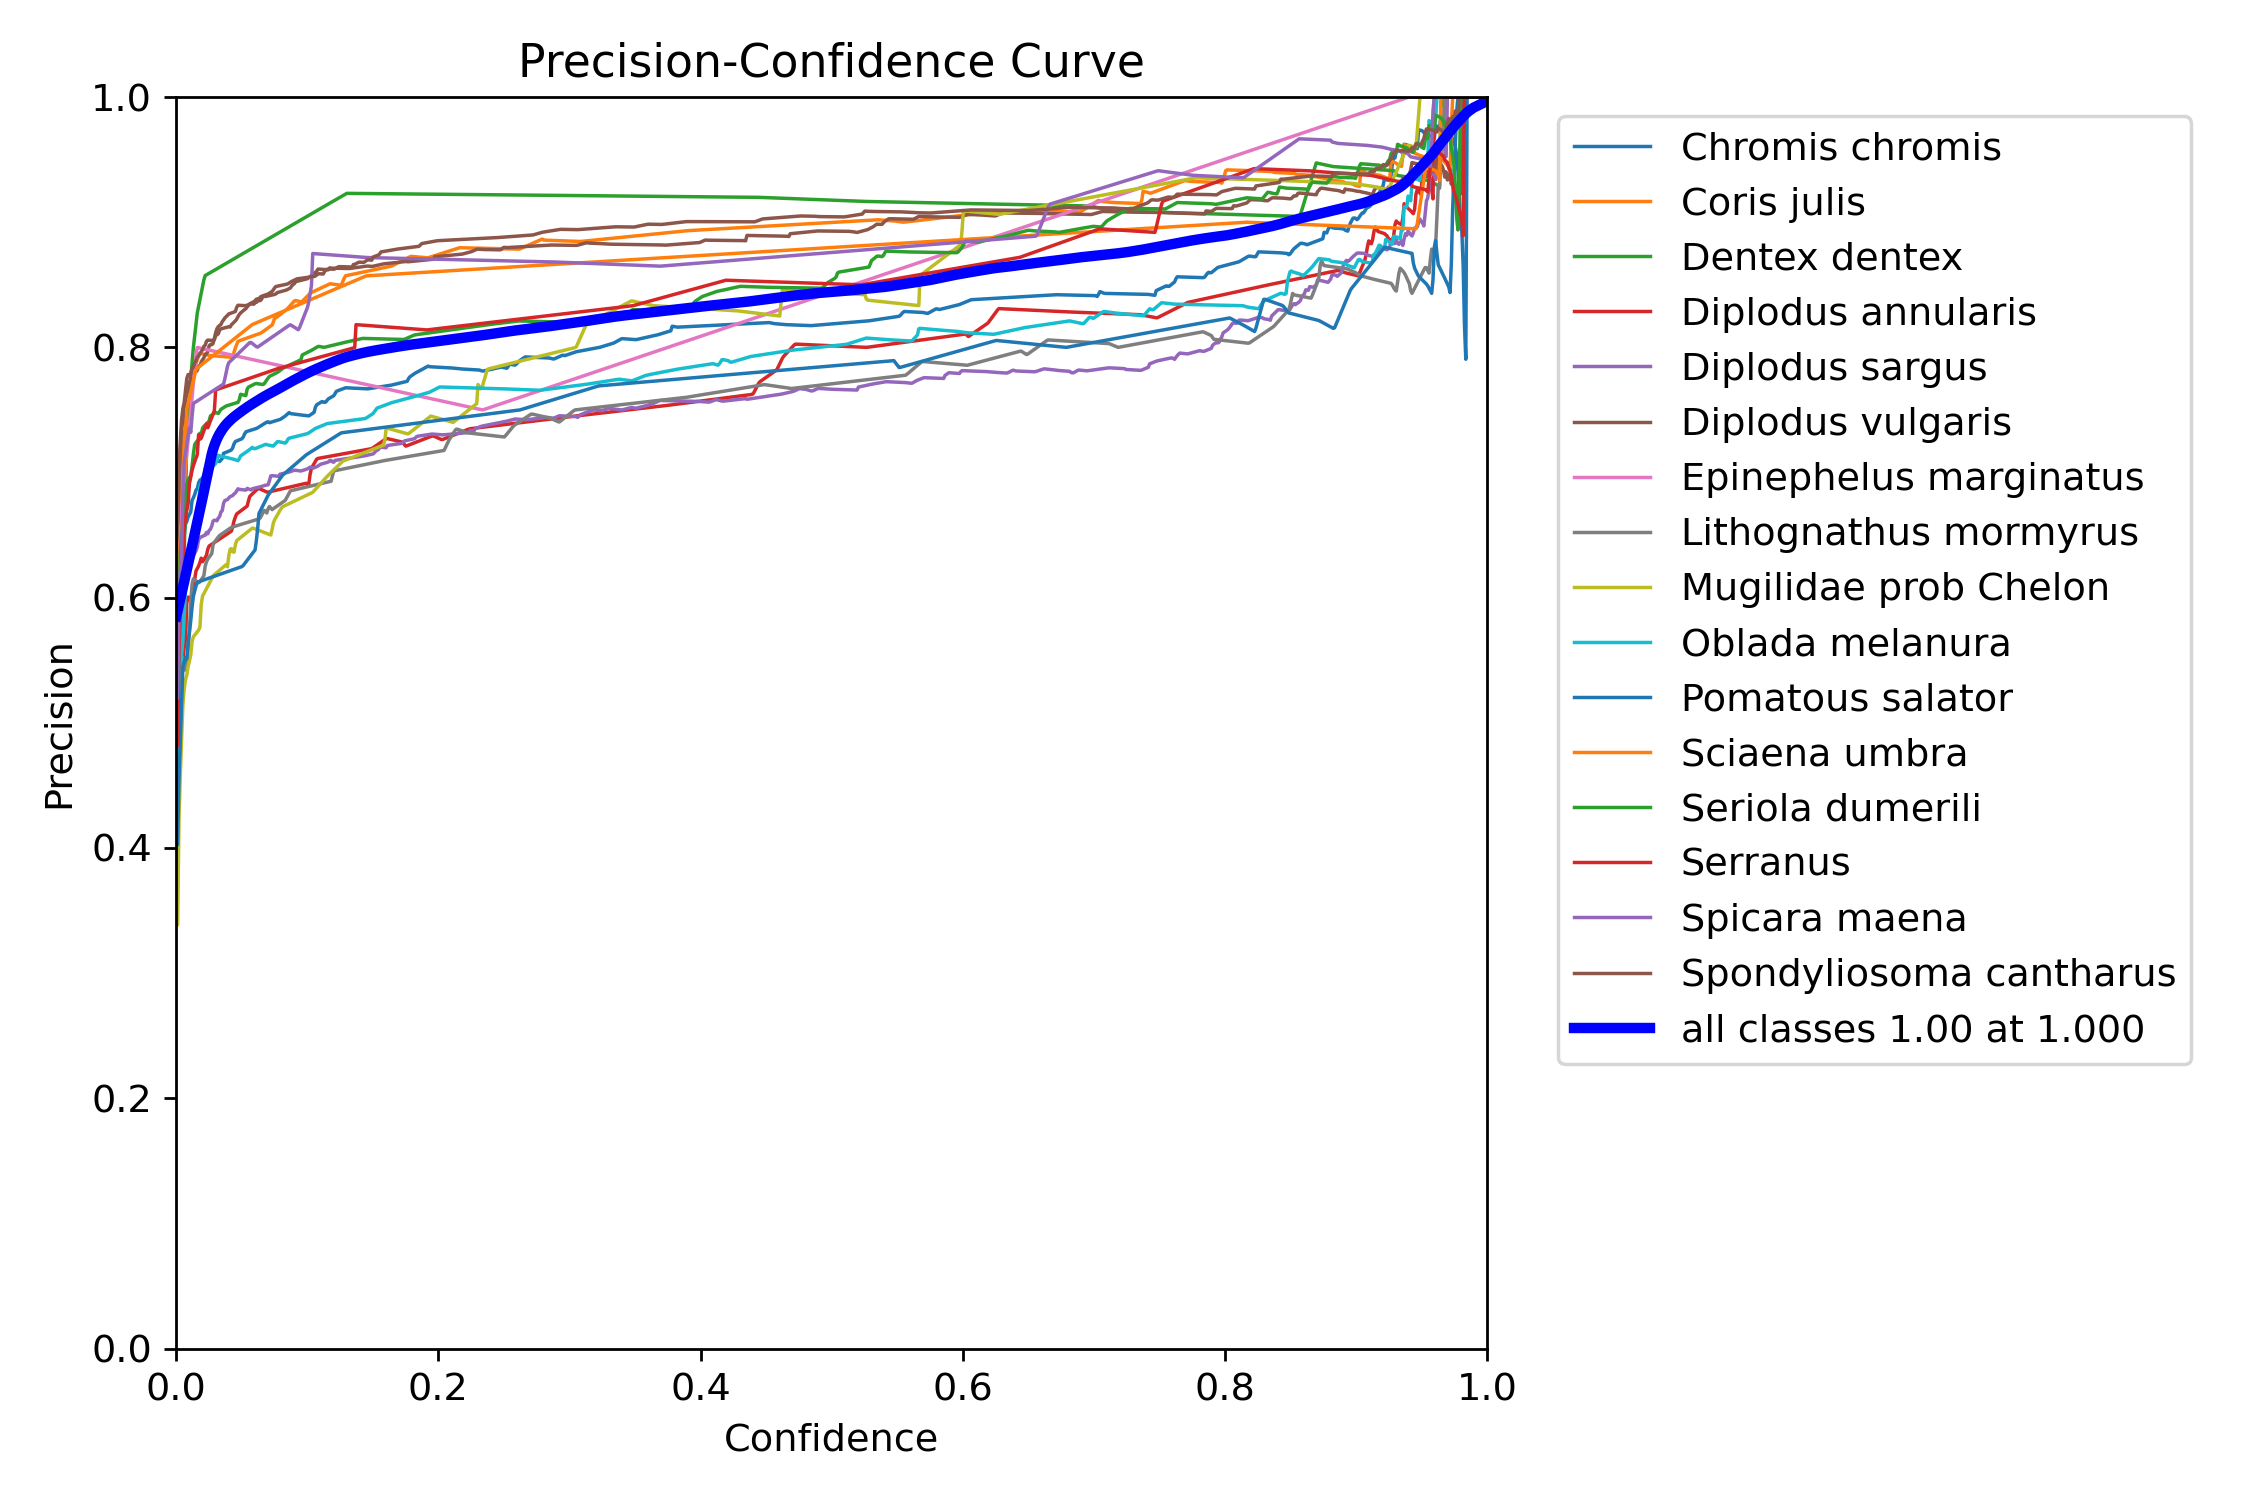 Precision-Confidence Curve
1.0
0.8
0.6
0.4
0.2
0.0
Precision
0.0 0.2 0.4 0.6 0.8 1.0
Confidence
Chromis chromis
Coris julis
Dentex dentex
Diplodus annularis
Diplodus sargus
Diplodus vulgaris
Epinephelus marginatus
Lithognathus mormyrus
Mugilidae prob Chelon
Oblada melanura
Pomatous salator
Sciaena umbra
Seriola dumerili
Serranus
Spicara maena
Spondyliosoma cantharus
all classes 1.00 at 1.000